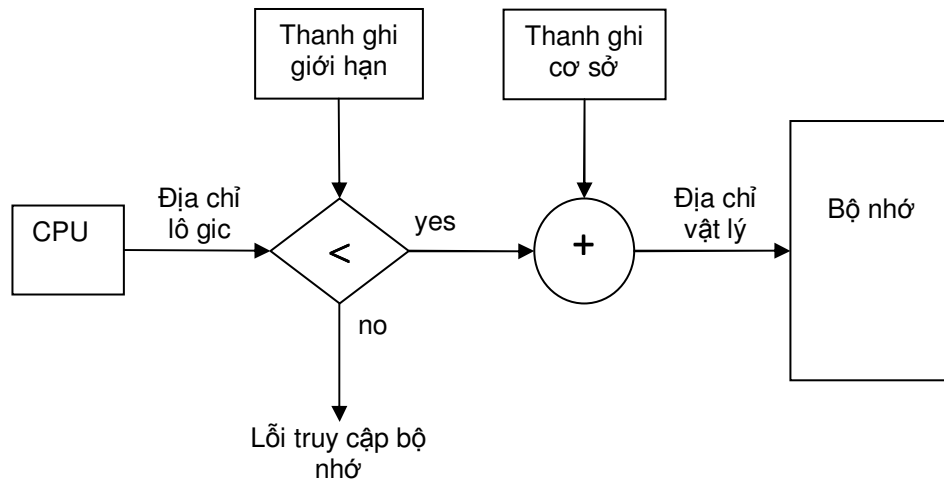 Thanh ghi
giới hạn
Thanh ghi
cơ sở
CPU
Địa chỉ
lô gic
<
yes
+
Địa chỉ
vật lý
Bộ nhớ
no
Lỗi truy cập bộ
nhớ